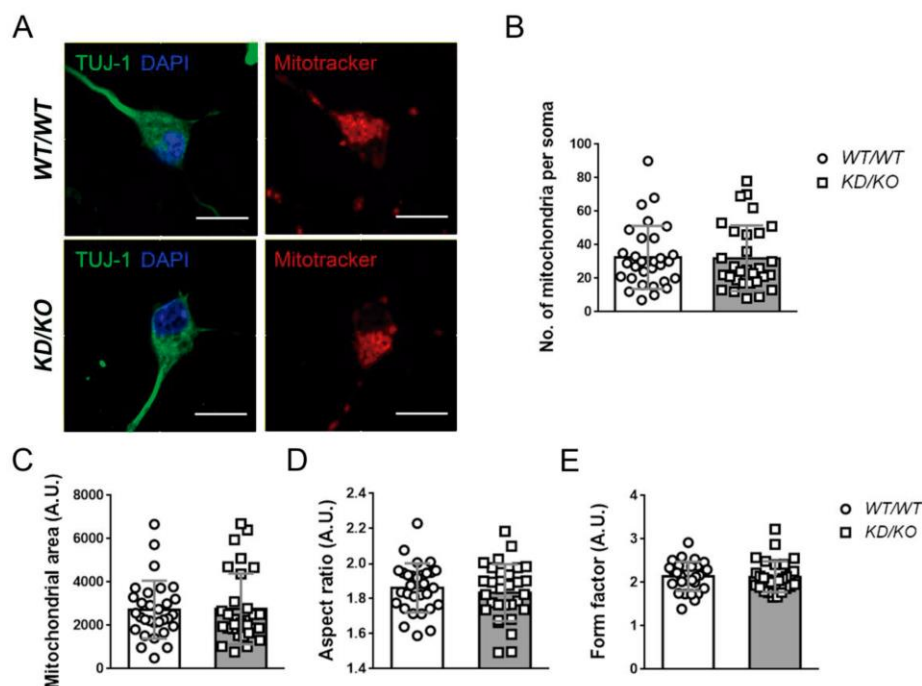 A
TUJ-1 DAPI
Mitotracker
WT/WT
TUJ-1 DAPI
Mitotracker
KD/KO
B
No. of mitochondria per soma
100
80
60
40
20
0
WT/WT
KD/KO
C
Mitochondrial area (A.U.)
8000
6000
4000
2000
0
D
Aspect ratio (A.U.)
2.4
2.2
2.0
1.8
1.6
1.4
E
Form factor (A.U.)
4
3
2
1
0
WT/WT
KD/KO